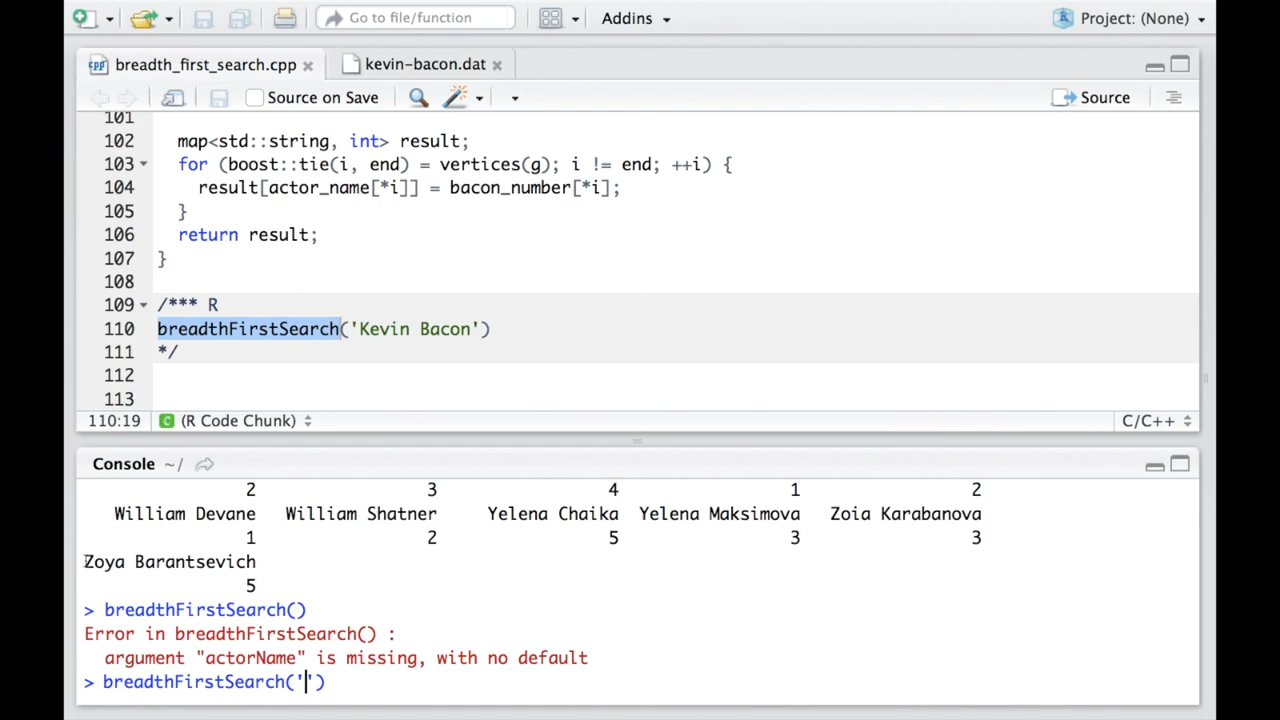 Go to file/function
Addins
Project: (None)
cpp breadth_first_search.cpp
kevin-bacon.dat
Source on Save
Source
101
102 map<std::string, int> result;
103 for (boost::tie(i, end) = vertices(g); i != end; ++i) {
104 result[actor_name[*i]] = bacon_number[*i];
105 }
106 return result;
107 }
108
109 /*** R
110 breadthFirstSearch('Kevin Bacon')
111 */
112
113
110:19 C (R Code Chunk) C/C++
Console ~/
2 3 4 1 2
William Devane William Shatner Yelena Chaika Yelena Maksimova Zoia Karabanova
1 2 5 3 3
Zoya Barantsevich
5
> breadthFirstSearch()
Error in breadthFirstSearch() :
argument "actorName" is missing, with no default
> breadthFirstSearch('')